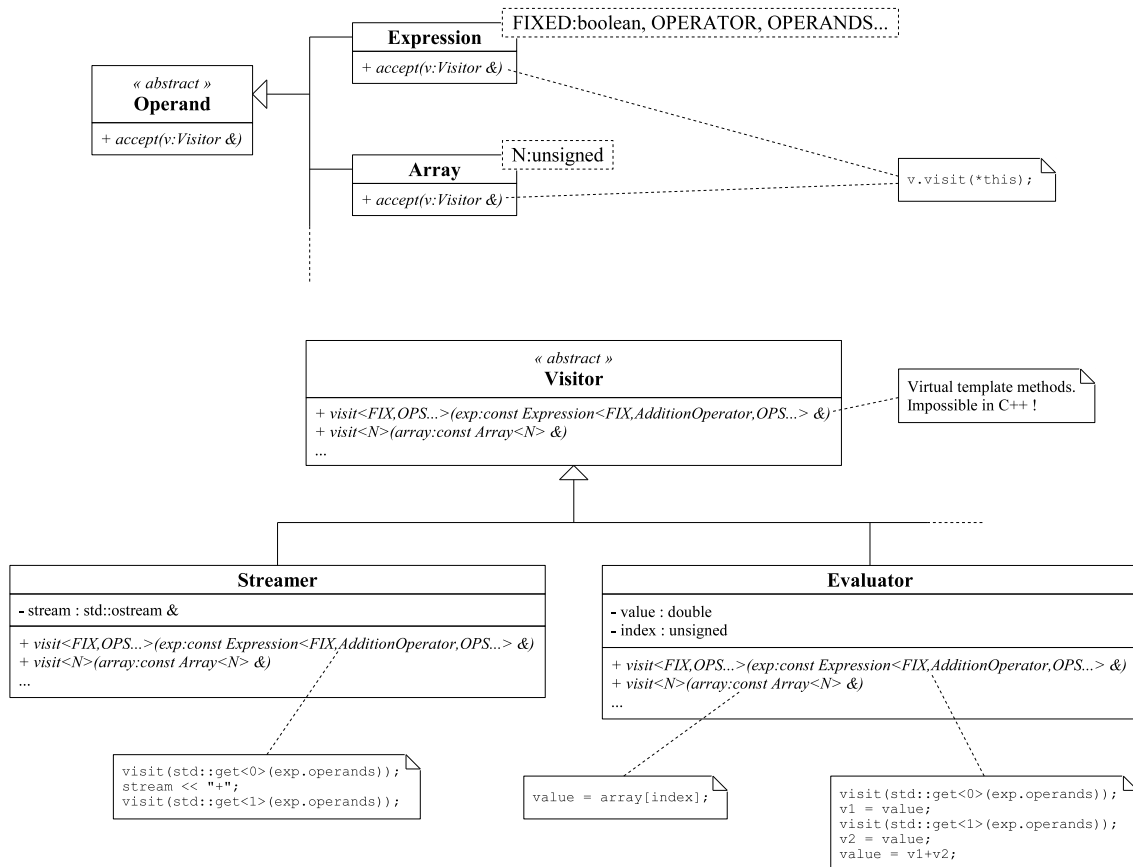 FIXED:boolean, OPERATOR, OPERANDS...
Expression
+ accept(v:Visitor &)
« abstract »
Operand
+ accept(v:Visitor &)
N:unsigned
Array
+ accept(v:Visitor &)
v.visit(*this);
« abstract »
Visitor
+ visit<FIX,OPS...>(exp:const Expression<FIX,AdditionOperator,OPS...> &)
+ visit<N>(array:const Array<N> &)
...
Virtual template methods.
Impossible in C++ !
Streamer
- stream : std::ostream &
+ visit<FIX,OPS...>(exp:const Expression<FIX,AdditionOperator,OPS...> &)
+ visit<N>(array:const Array<N> &)
...
Evaluator
- value : double
- index : unsigned
+ visit<FIX,OPS...>(exp:const Expression<FIX,AdditionOperator,OPS...> &)
+ visit<N>(array:const Array<N> &)
...
visit(std::get<0>(exp.operands));
stream << "+";
visit(std::get<1>(exp.operands));
value = array[index];
visit(std::get<0>(exp.operands));
v1 = value;
visit(std::get<1>(exp.operands));
v2 = value;
value = v1+v2;